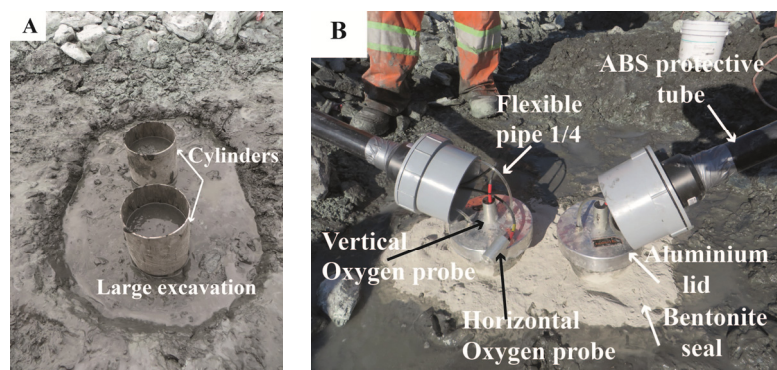 A
Cylinders
Large excavation
B
ABS protective
tube
Flexible
pipe 1/4
Vertical
Oxygen probe
Horizontal
Oxygen probe
Aluminium
lid
Bentonite
seal